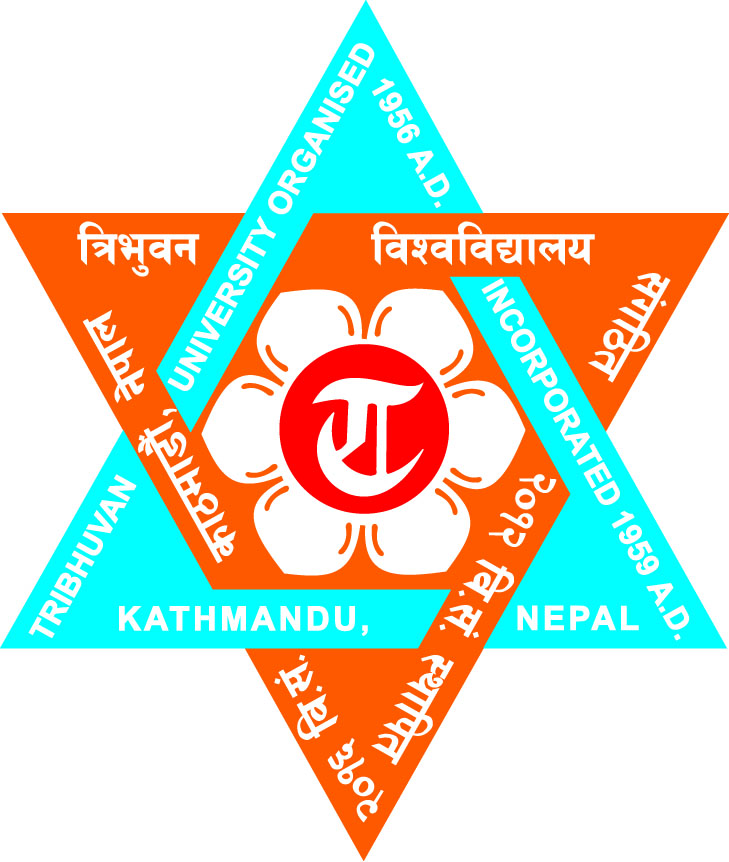 त्रिभुवन विश्वविद्यालय
संगठित २०१२ वि.सं.
स्थापित २०१६ वि.सं.
काठमाडौं, नेपाल
TRIBHUVAN UNIVERSITY ORGANISED
1956 A.D.
INCORPORATED 1959 A.D.
KATHMANDU, NEPAL